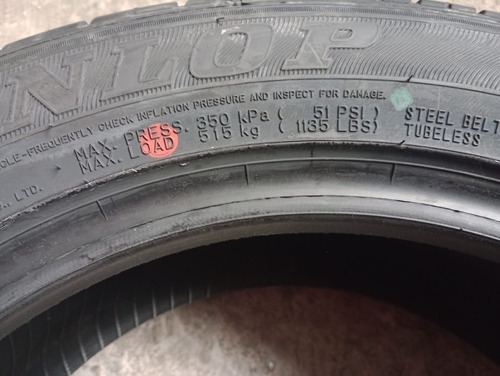 NLOP
CLE-FREQUENTLY CHECK INFLATION PRESSURE AND INSPECT FOR DAMAGE.
MAX. PRESS. 350 kPa ( 51 PSI)
MAX. LOAD 515 kg (1135 LBS)
STEEL BELT
TUBELESS
LTD.